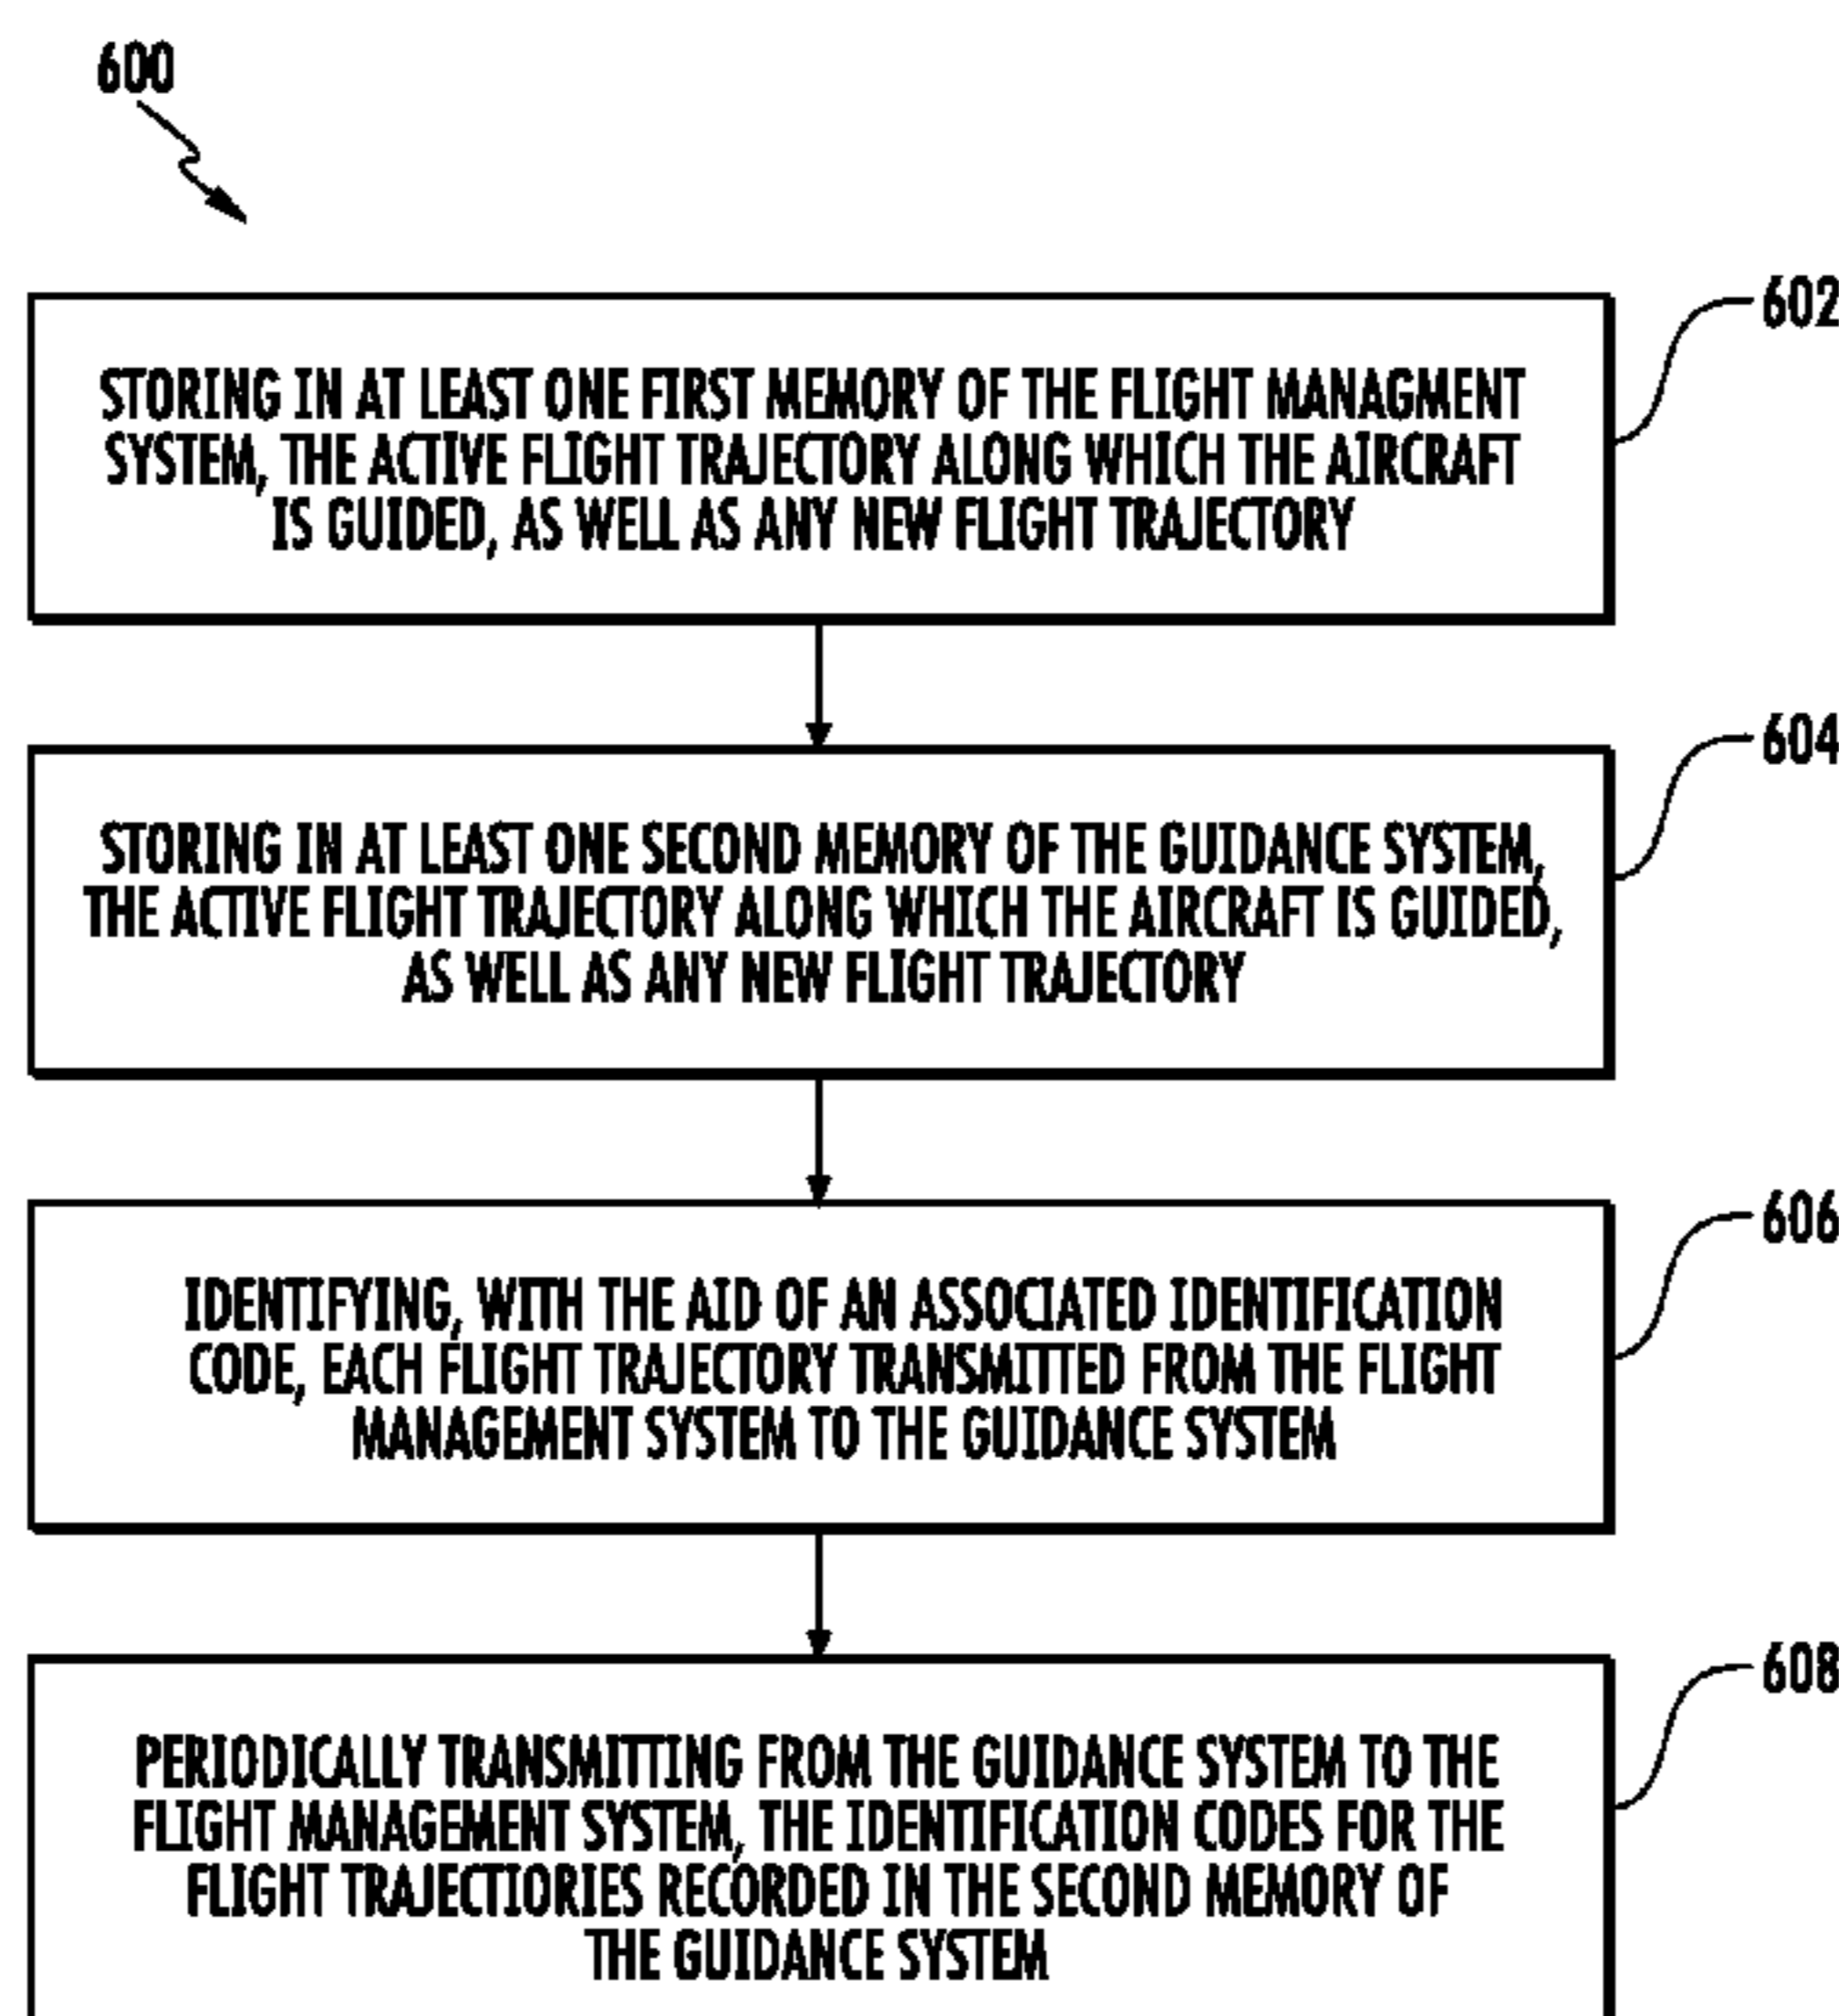 600
602
STORING IN AT LEAST ONE FIRST MEMORY OF THE FLIGHT MANAGMENT
SYSTEM, THE ACTIVE FLIGHT TRAJECTORY ALONG WHICH THE AIRCRAFT
IS GUIDED, AS WELL AS ANY NEW FLIGHT TRAJECTORY
604
STORING IN AT LEAST ONE SECOND MEMORY OF THE GUIDANCE SYSTEM,
THE ACTIVE FLIGHT TRAJECTORY ALONG WHICH THE AIRCRAFT IS GUIDED,
AS WELL AS ANY NEW FLIGHT TRAJECTORY
606
IDENTIFYING, WITH THE AID OF AN ASSOCIATED IDENTIFICATION
CODE, EACH FLIGHT TRAJECTORY TRANSMITTED FROM THE FLIGHT
MANAGEMENT SYSTEM TO THE GUIDANCE SYSTEM
608
PERIODICALLY TRANSMITTING FROM THE GUIDANCE SYSTEM TO THE
FLIGHT MANAGEMENT SYSTEM, THE IDENTIFICATION CODES FOR THE
FLIGHT TRAJECTIORIES RECORDED IN THE SECOND MEMORY OF
THE GUIDANCE SYSTEM